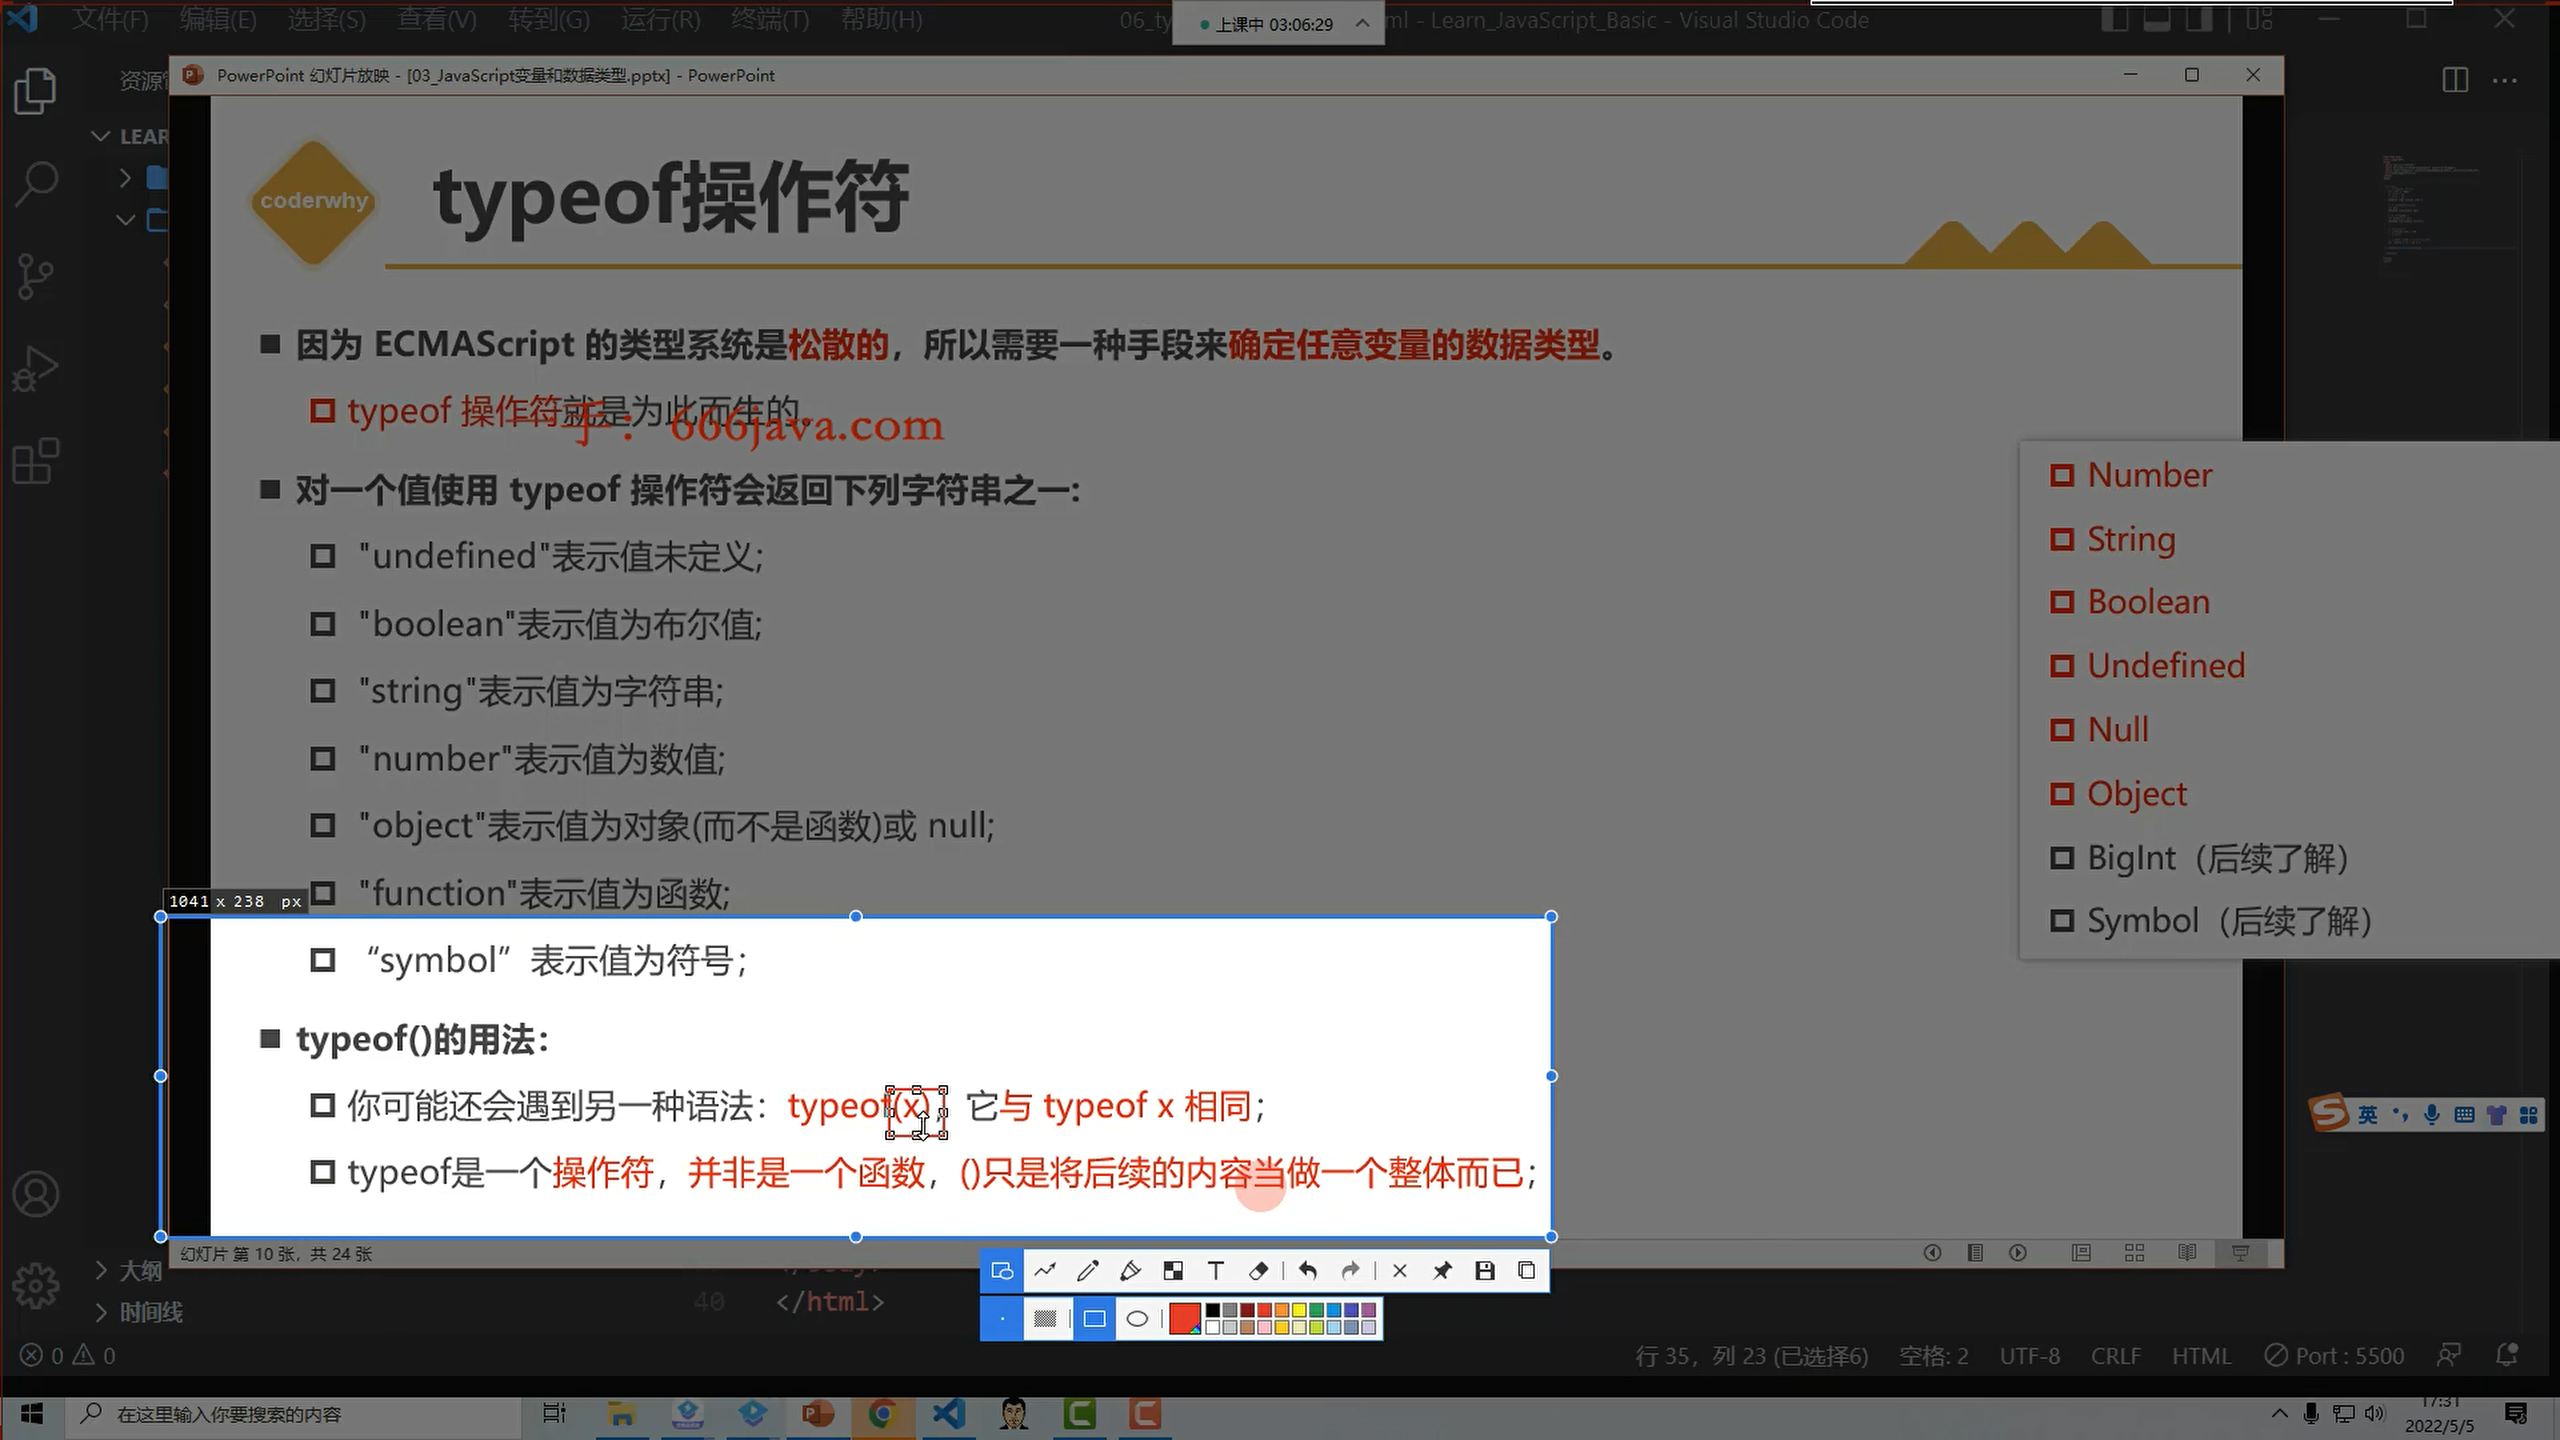 文件(F) 编辑(E) 选择(S) 查看(V) 转到(G) 运行(R) 终端(T) 帮助(H)
06_ty
上课中 03:06:29
ml - Learn_JavaScript_Basic - Visual Studio Code
PowerPoint 幻灯片放映 - [03_JavaScript变量和数据类型.pptx] - PowerPoint
LEAR
coderwhy
typeof操作符
因为 ECMAScript 的类型系统是松散的，所以需要一种手段来确定任意变量的数据类型。
typeof 操作符就是为此而生的。
手：666java.com
对一个值使用 typeof 操作符会返回下列字符串之一:
"undefined"表示值未定义;
"boolean"表示值为布尔值;
"string"表示值为字符串;
"number"表示值为数值;
"object"表示值为对象(而不是函数)或 null;
"function"表示值为函数;
1041 x 238 px
“symbol” 表示值为符号;
typeof()的用法：
你可能还会遇到另一种语法：typeof(x)，它与 typeof x 相同；
typeof是一个操作符，并非是一个函数，()只是将后续的内容当做一个整体而已；
Number
String
Boolean
Undefined
Null
Object
BigInt（后续了解）
Symbol（后续了解）
英
幻灯片 第 10 张，共 24 张
大纲
时间线
40 </html>
0 0
行 35，列 23 (已选择6) 空格: 2 UTF-8 CRLF HTML Port : 5500
在这里输入你要搜索的内容
17:31
2022/5/5